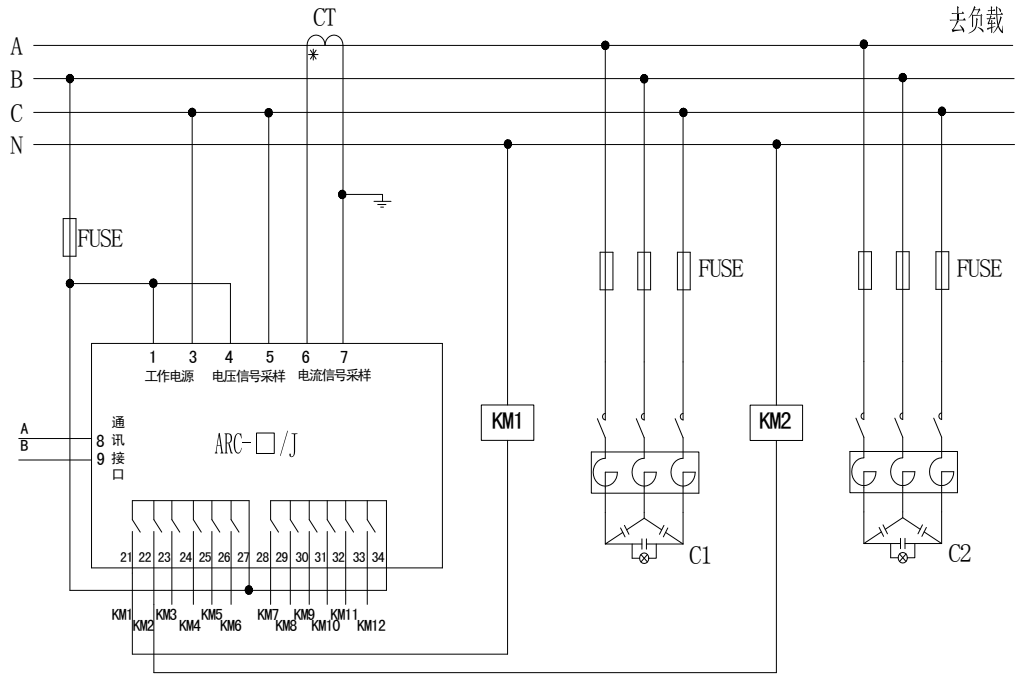 CT
去负载
A
B
C
N
FUSE
FUSE
FUSE
1 3 4 5 6 7
工作电源 电压信号采样 电流信号采样
KM1
KM2
A
B
8
9
通讯接口
ARC-□/J
21 22 23 24 25 26 27 28 29 30 31 32 33 34
C1
C2
KM1 KM3 KM5 KM7 KM9 KM11
KM2 KM4 KM6 KM8 KM10 KM12